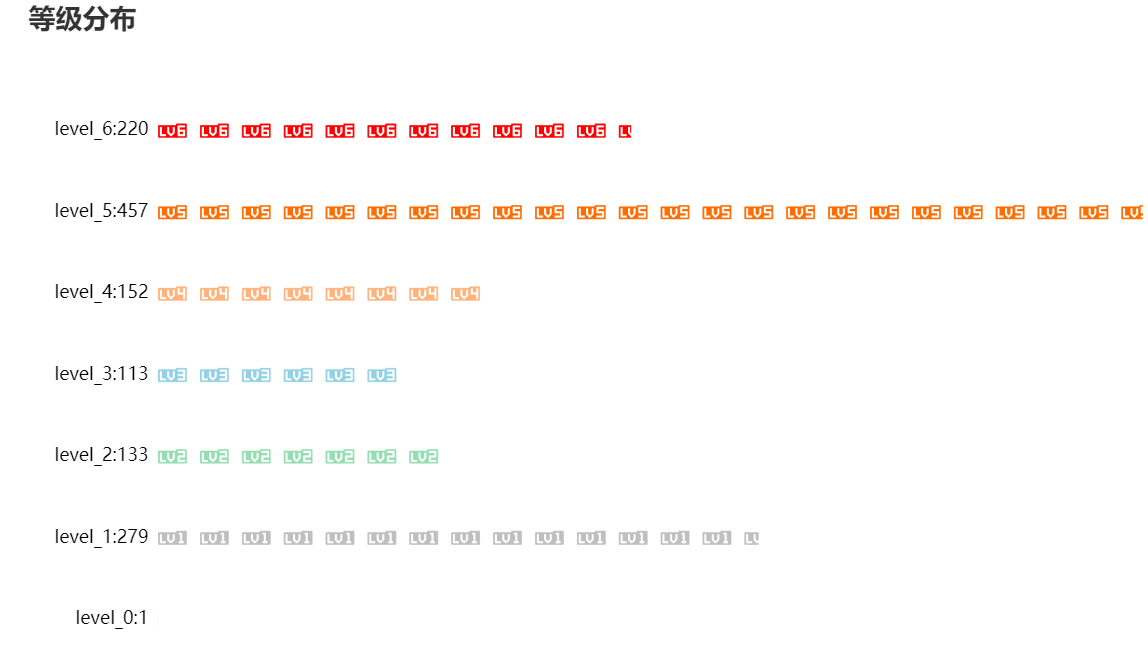 等级分布
level_6:220 LV6 LV6 LV6 LV6 LV6 LV6 LV6 LV6 LV6 LV6 LV6
level_5:457 LV5 LV5 LV5 LV5 LV5 LV5 LV5 LV5 LV5 LV5 LV5 LV5 LV5 LV5 LV5 LV5 LV5 LV5 LV5 LV5 LV5 LV5 LV5 LV5
level_4:152 LV4 LV4 LV4 LV4 LV4 LV4 LV4 LV4
level_3:113 LV3 LV3 LV3 LV3 LV3 LV3
level_2:133 LV2 LV2 LV2 LV2 LV2 LV2 LV2
level_1:279 LV1 LV1 LV1 LV1 LV1 LV1 LV1 LV1 LV1 LV1 LV1 LV1 LV1 LV1
level_0:1